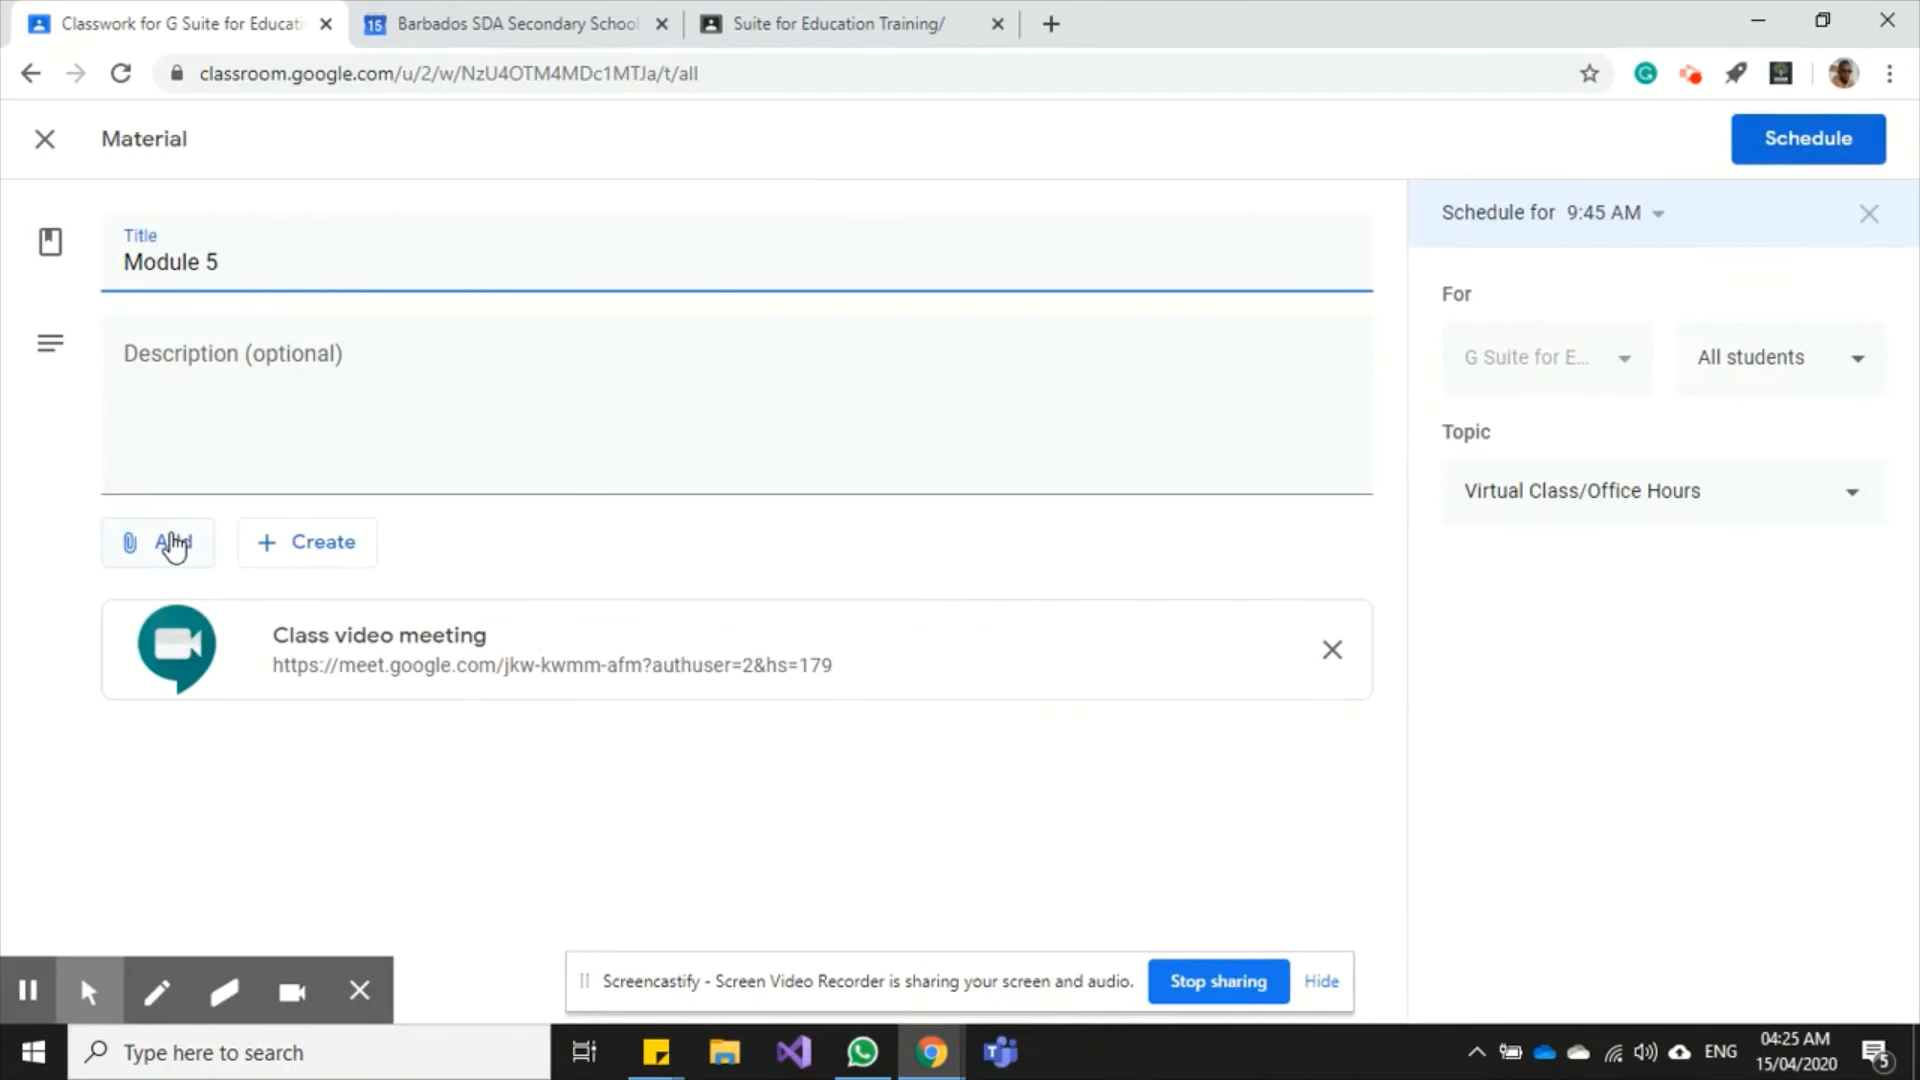 Classwork for G Suite for Educati
15 Barbados SDA Secondary School
Suite for Education Training/
classroom.google.com/u/2/w/NzU4OTM4MDc1MTJa/t/all
Material
Schedule
Title
Module 5
Schedule for 9:45 AM
Description (optional)
For
G Suite for E...
All students
Topic
Virtual Class/Office Hours
Create
Class video meeting
https://meet.google.com/jkw-kwmm-afm?authuser=2&hs=179
Screencastify - Screen Video Recorder is sharing your screen and audio.
Stop sharing
Hide
Type here to search
ENG
04:25 AM
15/04/2020
5